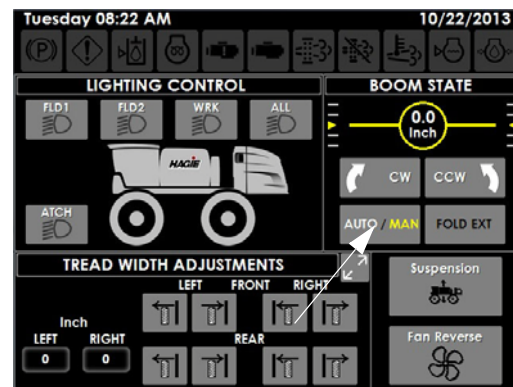 Tuesday 08:22 AM 10/22/2013
(P)
LIGHTING CONTROL
FLD1 FLD2 WRK ALL
HAGIE
ATCH
BOOM STATE
0.0
Inch
CW CCW
AUTO / MAN FOLD EXT
TREAD WIDTH ADJUSTMENTS
LEFT FRONT RIGHT
Inch
LEFT RIGHT
0 0
REAR
Suspension
Fan Reverse